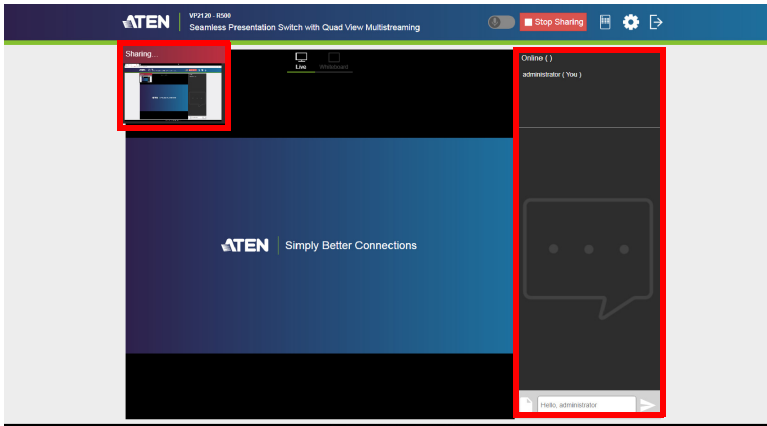 ATEN
VP2120 - R500
Seamless Presentation Switch with Quad View Multistreaming
Stop Sharing
Sharing...
Live
Whiteboard
Online ( )
administrator ( You )
ATEN
Simply Better Connections
Hello, administrator